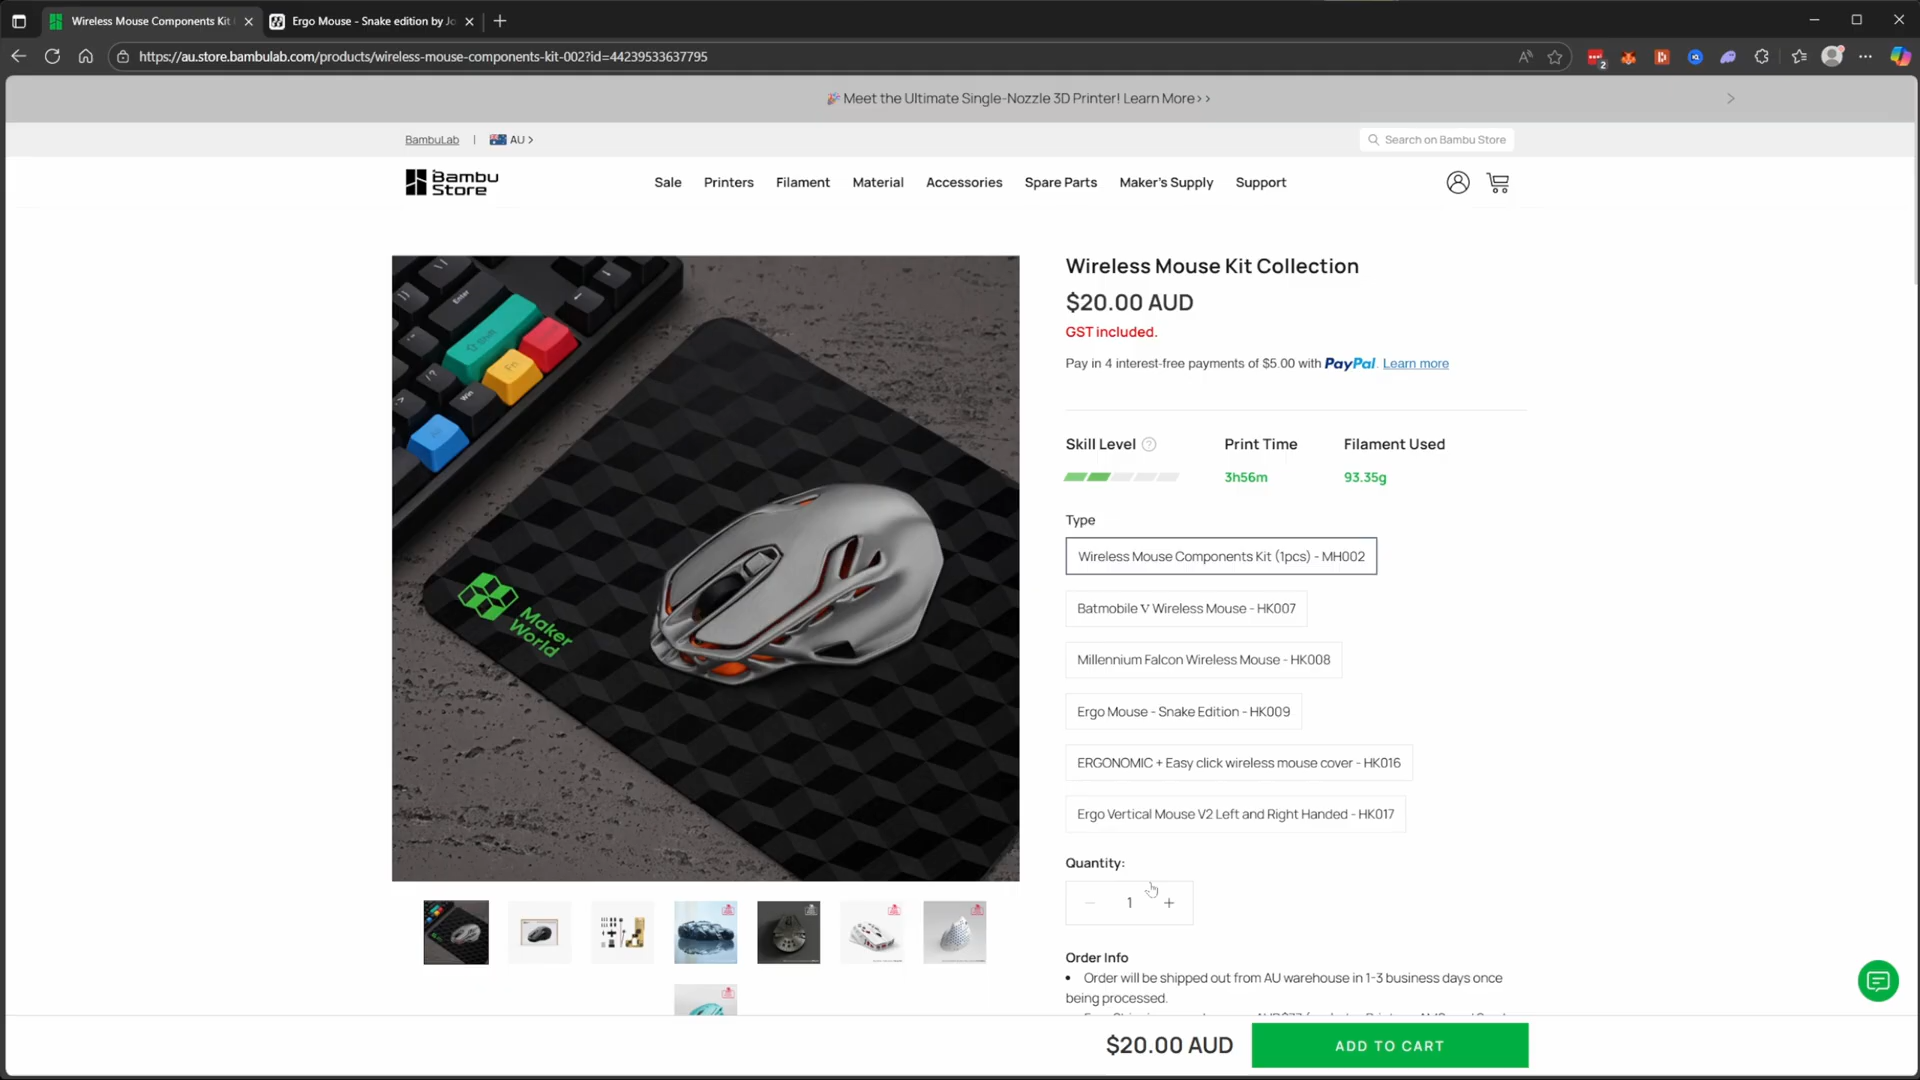 Wireless Mouse Components Kit
Ergo Mouse - Snake edition by Jo
https://au.store.bambulab.com/products/wireless-mouse-components-kit-002?id=44239533637795
2
🎉 Meet the Ultimate Single-Nozzle 3D Printer! Learn More>>
BambuLab | AU >
Search on Bambu Store
Bambu Store
Sale Printers Filament Material Accessories Spare Parts Maker's Supply Support
Enter
Shift
Fn
Win
Alt
Maker
World
Wireless Mouse Kit Collection
$20.00 AUD
GST included.
Pay in 4 interest-free payments of $5.00 with PayPal. Learn more
Skill Level ? Print Time Filament Used
3h56m 93.35g
Type
Wireless Mouse Components Kit (1pcs) - MH002
Batmobile V Wireless Mouse - HK007
Millennium Falcon Wireless Mouse - HK008
Ergo Mouse - Snake Edition - HK009
ERGONOMIC + Easy click wireless mouse cover - HK016
Ergo Vertical Mouse V2 Left and Right Handed - HK017
Quantity:
− 1 +
Order Info
• Order will be shipped out from AU warehouse in 1-3 business days once
being processed.
$20.00 AUD
ADD TO CART